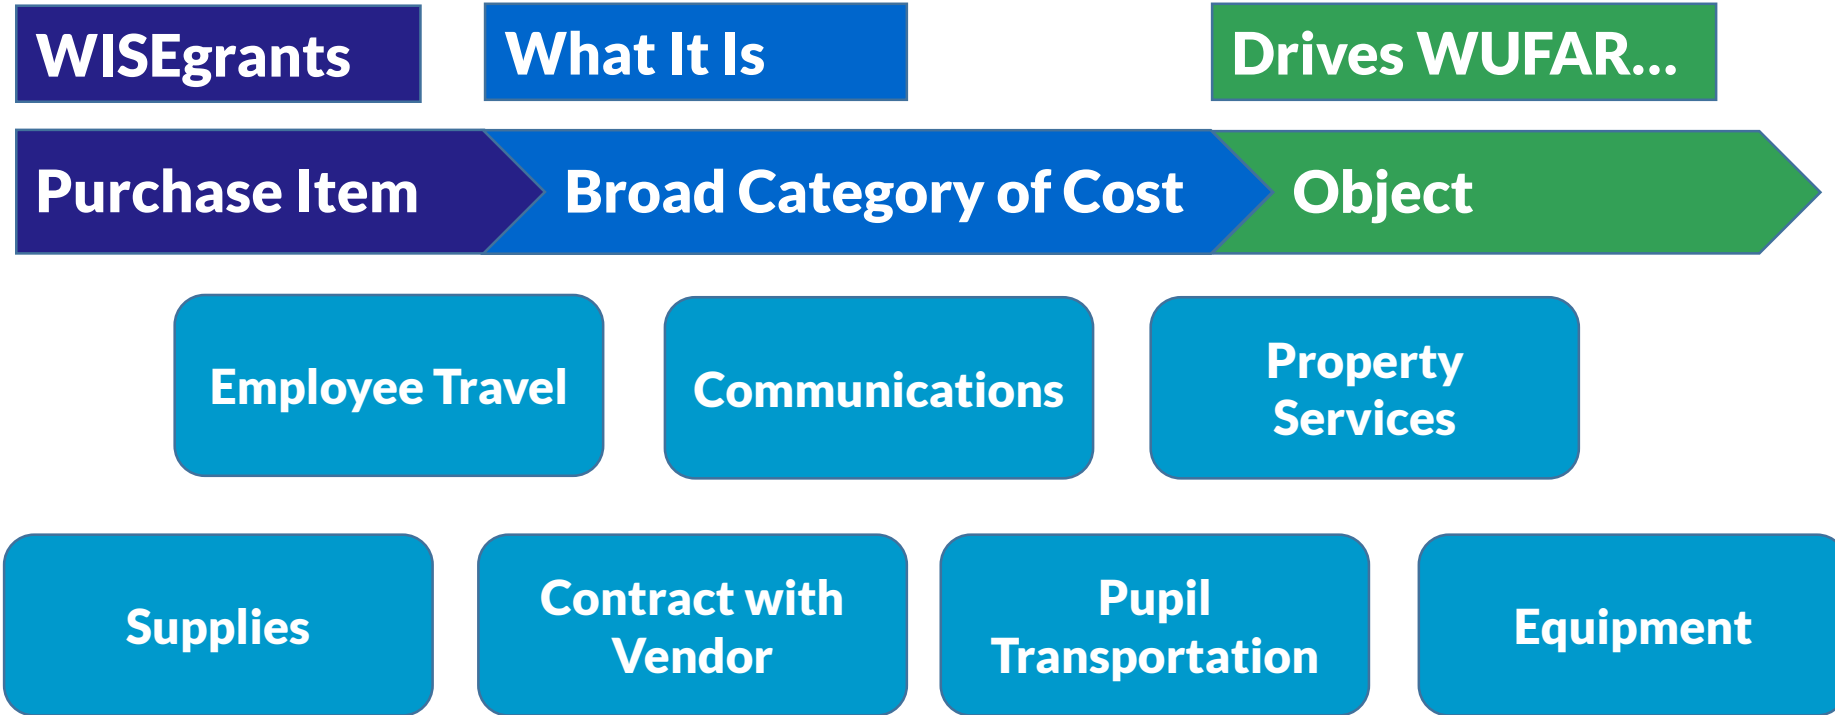 WISEgrants
What It Is
Drives WUFAR...
Purchase Item
Broad Category of Cost
Object
Employee Travel
Communications
Property
Services
Supplies
Contract with
Vendor
Pupil
Transportation
Equipment